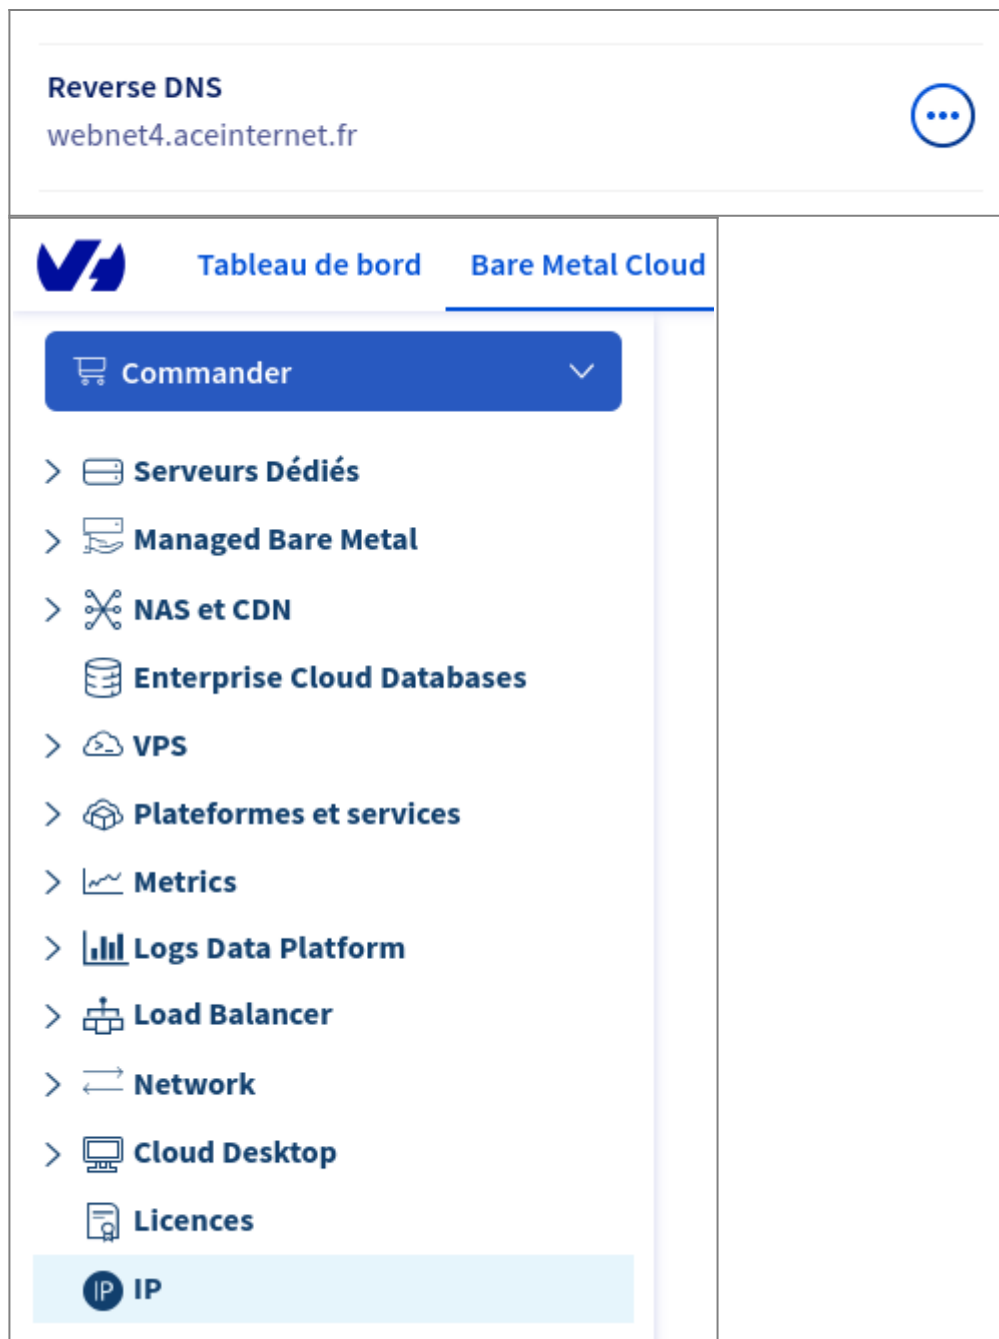 Reverse DNS
webnet4.aceinternet.fr
Tableau de bord Bare Metal Cloud
Commander
Serveurs Dédiés
Managed Bare Metal
NAS et CDN
Enterprise Cloud Databases
VPS
Plateformes et services
Metrics
Logs Data Platform
Load Balancer
Network
Cloud Desktop
Licences
IP IP